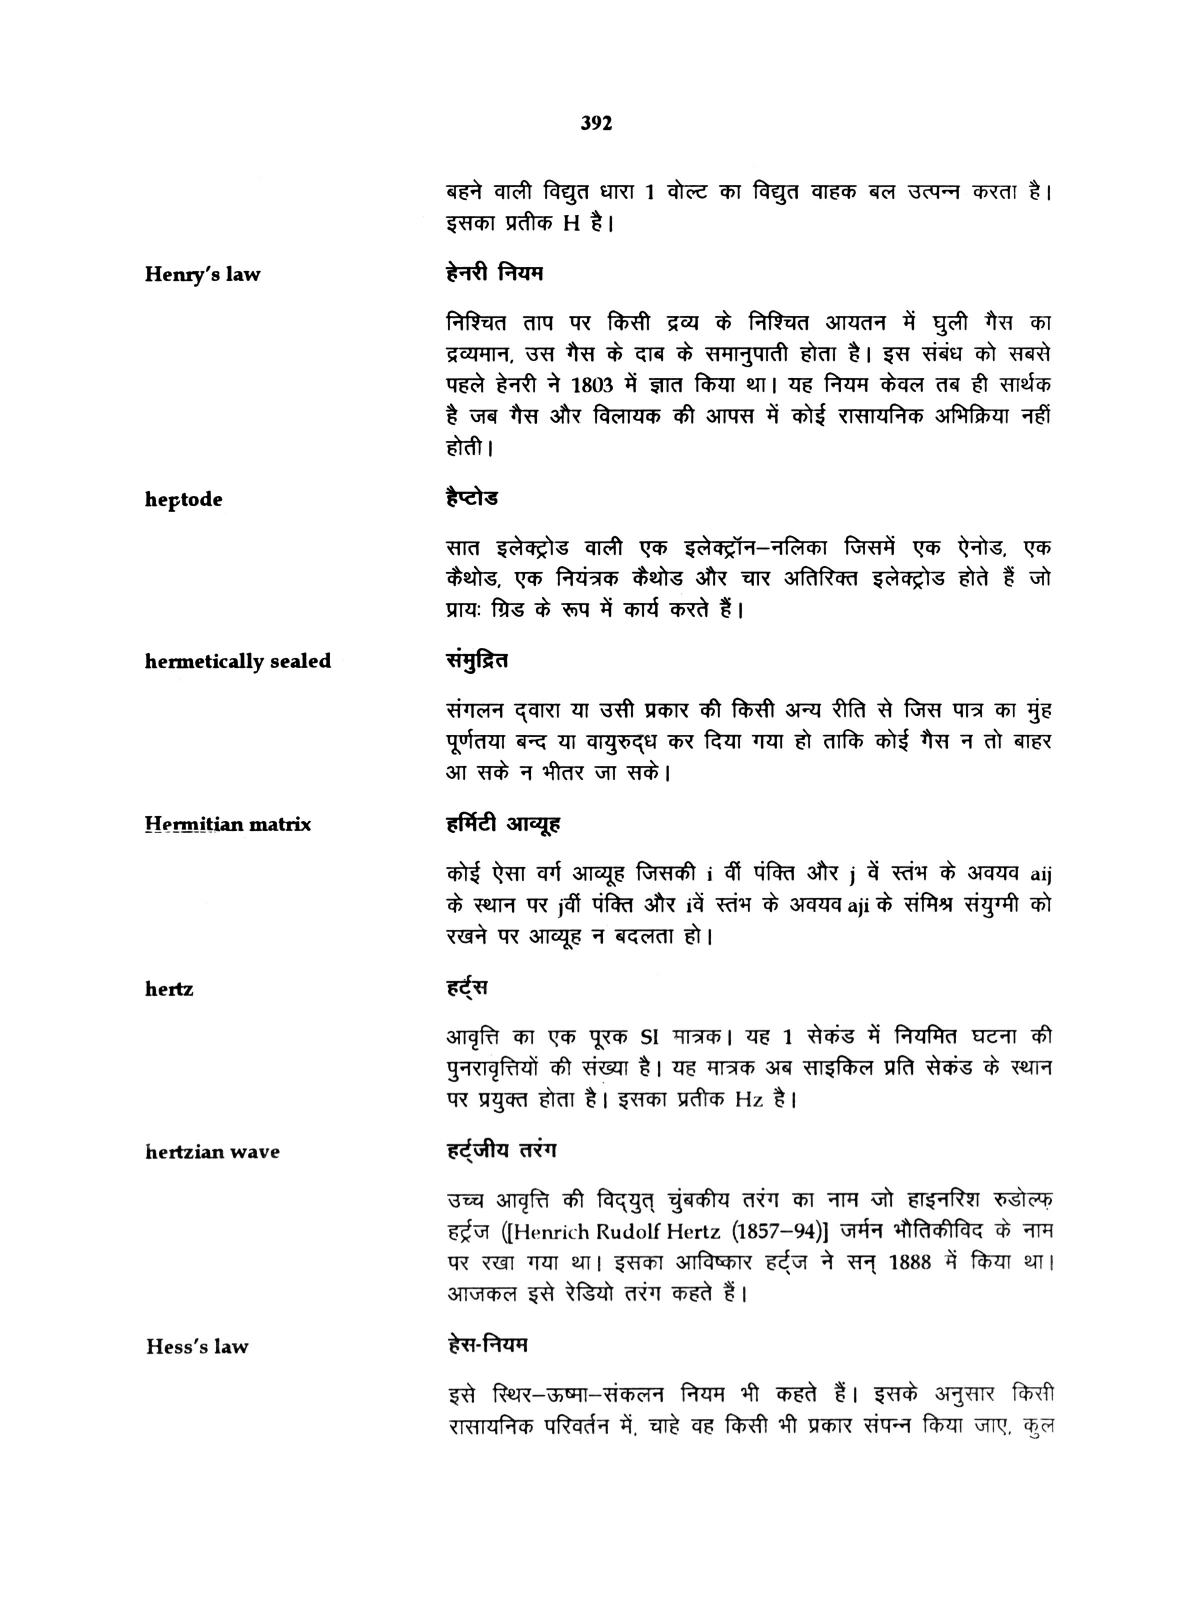 392
बहने वाली विद्युत धारा 1 वोल्ट का विद्युत वाहक बल उत्पन्न करता है।
इसका प्रतीक H है।
Henry's law हेनरी नियम
निश्चित ताप पर किसी द्रव्य के निश्चित आयतन में घुली गैस का
द्रव्यमान, उस गैस के दाब के समानुपाती होता है। इस संबंध को सबसे
पहले हेनरी ने 1803 में ज्ञात किया था। यह नियम केवल तब ही सार्थक
है जब गैस और विलायक की आपस में कोई रासायनिक अभिक्रिया नहीं
होती।
heptode हैप्टोड
सात इलेक्ट्रोड वाली एक इलेक्ट्रॉन–नलिका जिसमें एक ऐनोड, एक
कैथोड, एक नियंत्रक कैथोड और चार अतिरिक्त इलेक्ट्रोड होते हैं जो
प्रायः ग्रिड के रूप में कार्य करते हैं।
hermetically sealed संमुद्रित
संगलन द्वारा या उसी प्रकार की किसी अन्य रीति से जिस पात्र का मुंह
पूर्णतया बन्द या वायुरुद्ध कर दिया गया हो ताकि कोई गैस न तो बाहर
आ सके न भीतर जा सके।
Hermitian matrix हर्मिटी आव्यूह
कोई ऐसा वर्ग आव्यूह जिसकी i वीं पंक्ति और j वें स्तंभ के अवयव aij
के स्थान पर jवीं पंक्ति और iवें स्तंभ के अवयव aji के संमिश्र संयुग्मी को
रखने पर आव्यूह न बदलता हो।
hertz हर्ट्स
आवृत्ति का एक पूरक SI मात्रक। यह 1 सेकंड में नियमित घटना की
पुनरावृत्तियों की संख्या है। यह मात्रक अब साइकिल प्रति सेकंड के स्थान
पर प्रयुक्त होता है। इसका प्रतीक Hz है।
hertzian wave हर्ट्जीय तरंग
उच्च आवृत्ति की विद्युत् चुंबकीय तरंग का नाम जो हाइनरिश रुडोल्फ
हर्ट्ज ([Henrich Rudolf Hertz (1857–94)] जर्मन भौतिकीविद के नाम
पर रखा गया था। इसका आविष्कार हर्ट्ज ने सन् 1888 में किया था।
आजकल इसे रेडियो तरंग कहते हैं।
Hess's law हेस-नियम
इसे स्थिर–ऊष्मा–संकलन नियम भी कहते हैं। इसके अनुसार किसी
रासायनिक परिवर्तन में, चाहे वह किसी भी प्रकार संपन्न किया जाए, कुल